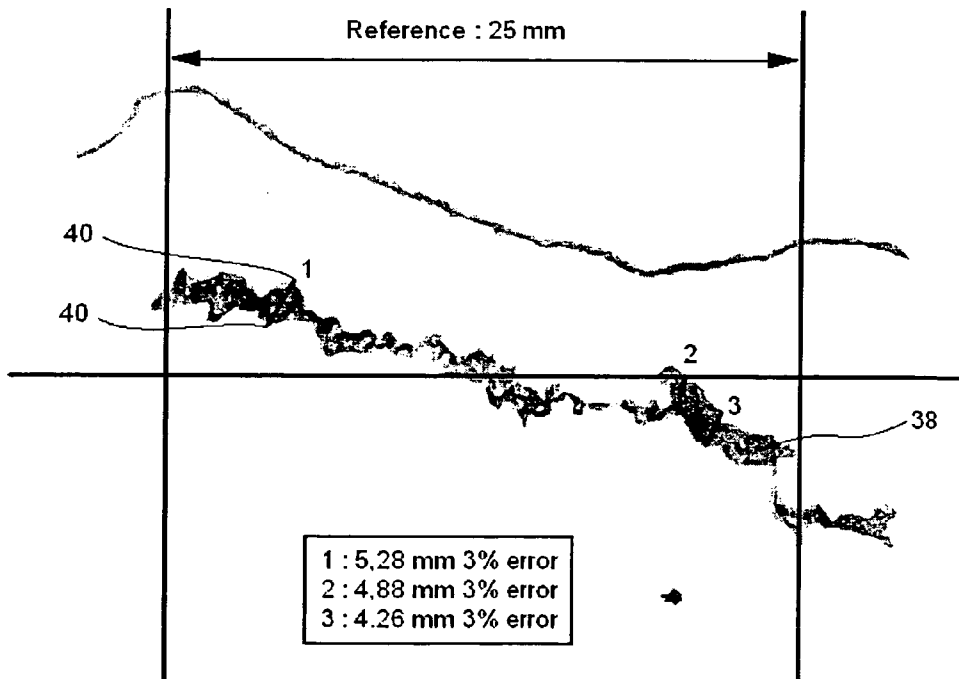 Reference : 25 mm
40
1
40
2
3
38
1 : 5,28 mm 3% error
2 : 4,88 mm 3% error
3 : 4.26 mm 3% error